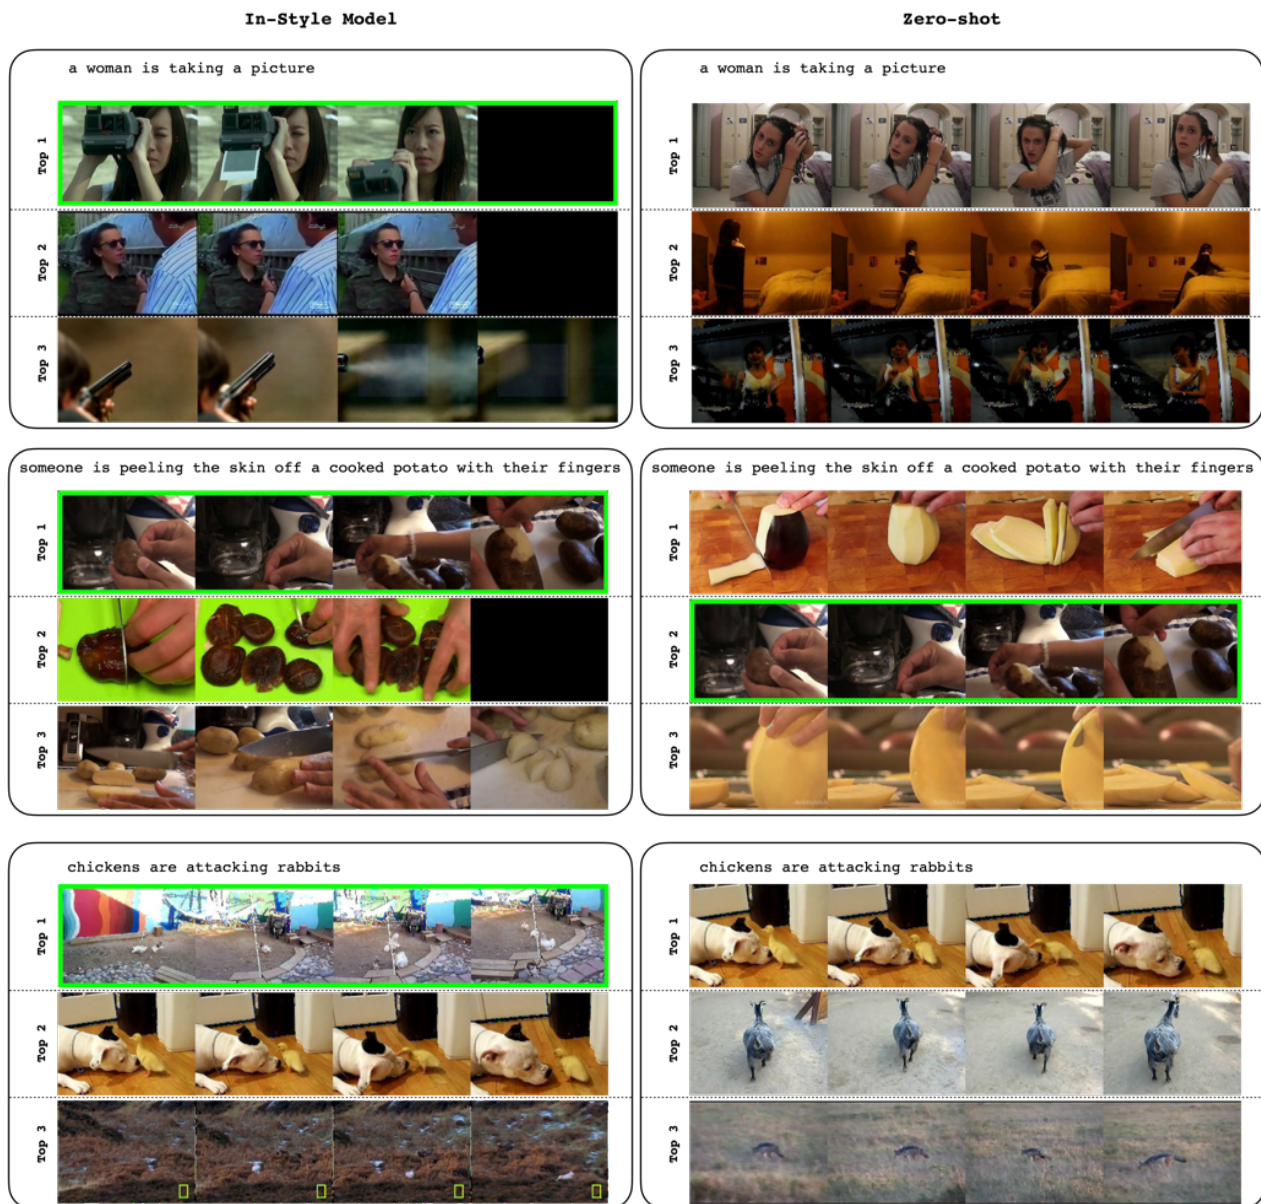 In-Style Model
Zero-shot
a woman is taking a picture
Top 1
Top 2
Top 3
a woman is taking a picture
Top 1
Top 2
Top 3
someone is peeling the skin off a cooked potato with their fingers
Top 1
Top 2
Top 3
someone is peeling the skin off a cooked potato with their fingers
Top 1
Top 2
Top 3
chickens are attacking rabbits
Top 1
Top 2
Top 3
chickens are attacking rabbits
Top 1
Top 2
Top 3